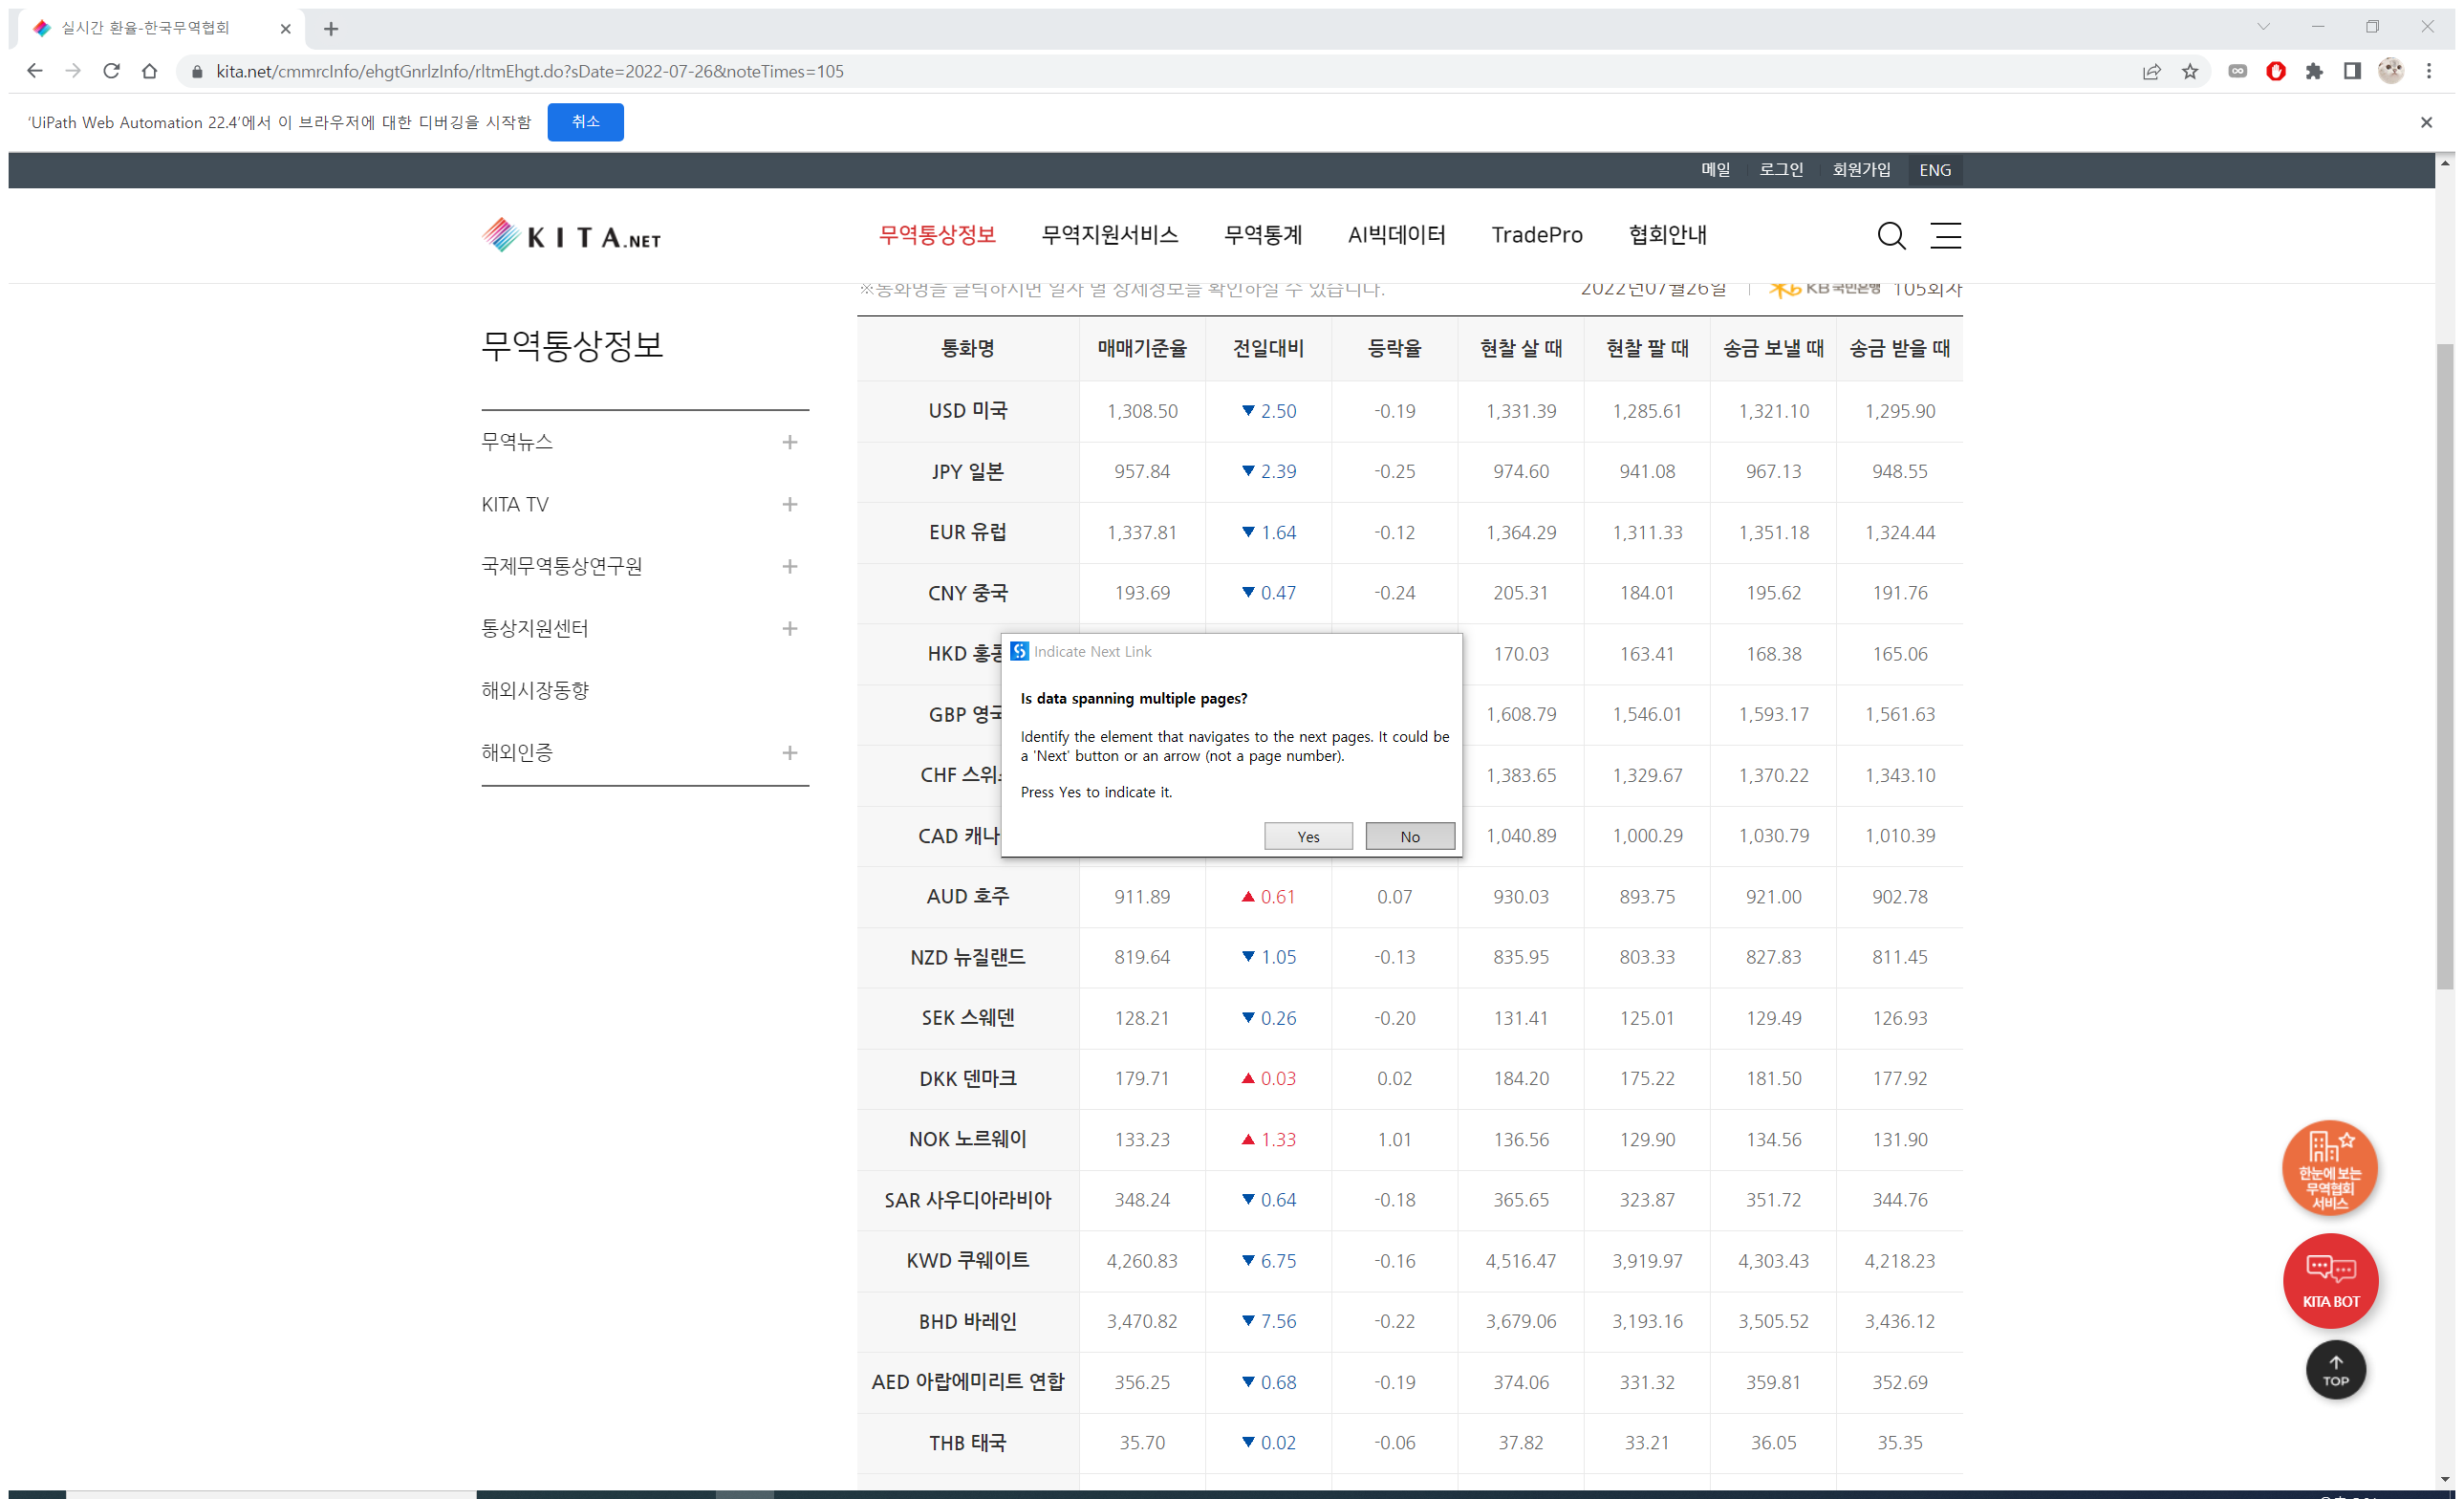 실시간 환율-한국무역협회
kita.net/cmmrcInfo/ehgtGnrlzInfo/rltmEhgt.do?sDate=2022-07-26&noteTimes=105
'UiPath Web Automation 22.4'에서 이 브라우저에 대한 디버깅을 시작함 취소
메일 로그인 회원가입 ENG
KITA.NET 무역통상정보 무역지원서비스 무역통계 AI빅데이터 TradePro 협회안내
※통화명을 클릭하시면 일자 별 상세정보를 확인하실 수 있습니다. 2022년07월26일 KB국민은행 105회차
무역통상정보
무역뉴스
KITA TV
국제무역통상연구원
통상지원센터
해외시장동향
해외인증
통화명 매매기준율 전일대비 등락율 현찰 살 때 현찰 팔 때 송금 보낼 때 송금 받을 때
USD 미국 1,308.50 ▼ 2.50 -0.19 1,331.39 1,285.61 1,321.10 1,295.90
JPY 일본 957.84 ▼ 2.39 -0.25 974.60 941.08 967.13 948.55
EUR 유럽 1,337.81 ▼ 1.64 -0.12 1,364.29 1,311.33 1,351.18 1,324.44
CNY 중국 193.69 ▼ 0.47 -0.24 205.31 184.01 195.62 191.76
HKD 홍콩 170.03 163.41 168.38 165.06
GBP 영국 1,608.79 1,546.01 1,593.17 1,561.63
CHF 스위 1,383.65 1,329.67 1,370.22 1,343.10
CAD 캐나 1,040.89 1,000.29 1,030.79 1,010.39
AUD 호주 911.89 ▲ 0.61 0.07 930.03 893.75 921.00 902.78
NZD 뉴질랜드 819.64 ▼ 1.05 -0.13 835.95 803.33 827.83 811.45
SEK 스웨덴 128.21 ▼ 0.26 -0.20 131.41 125.01 129.49 126.93
DKK 덴마크 179.71 ▲ 0.03 0.02 184.20 175.22 181.50 177.92
NOK 노르웨이 133.23 ▲ 1.33 1.01 136.56 129.90 134.56 131.90
SAR 사우디아라비아 348.24 ▼ 0.64 -0.18 365.65 323.87 351.72 344.76
KWD 쿠웨이트 4,260.83 ▼ 6.75 -0.16 4,516.47 3,919.97 4,303.43 4,218.23
BHD 바레인 3,470.82 ▼ 7.56 -0.22 3,679.06 3,193.16 3,505.52 3,436.12
AED 아랍에미리트 연합 356.25 ▼ 0.68 -0.19 374.06 331.32 359.81 352.69
THB 태국 35.70 ▼ 0.02 -0.06 37.82 33.21 36.05 35.35
Indicate Next Link
Is data spanning multiple pages?
Identify the element that navigates to the next pages. It could be
a 'Next' button or an arrow (not a page number).
Press Yes to indicate it.
Yes No
한눈에 보는
무역협회
서비스
KITA BOT
TOP